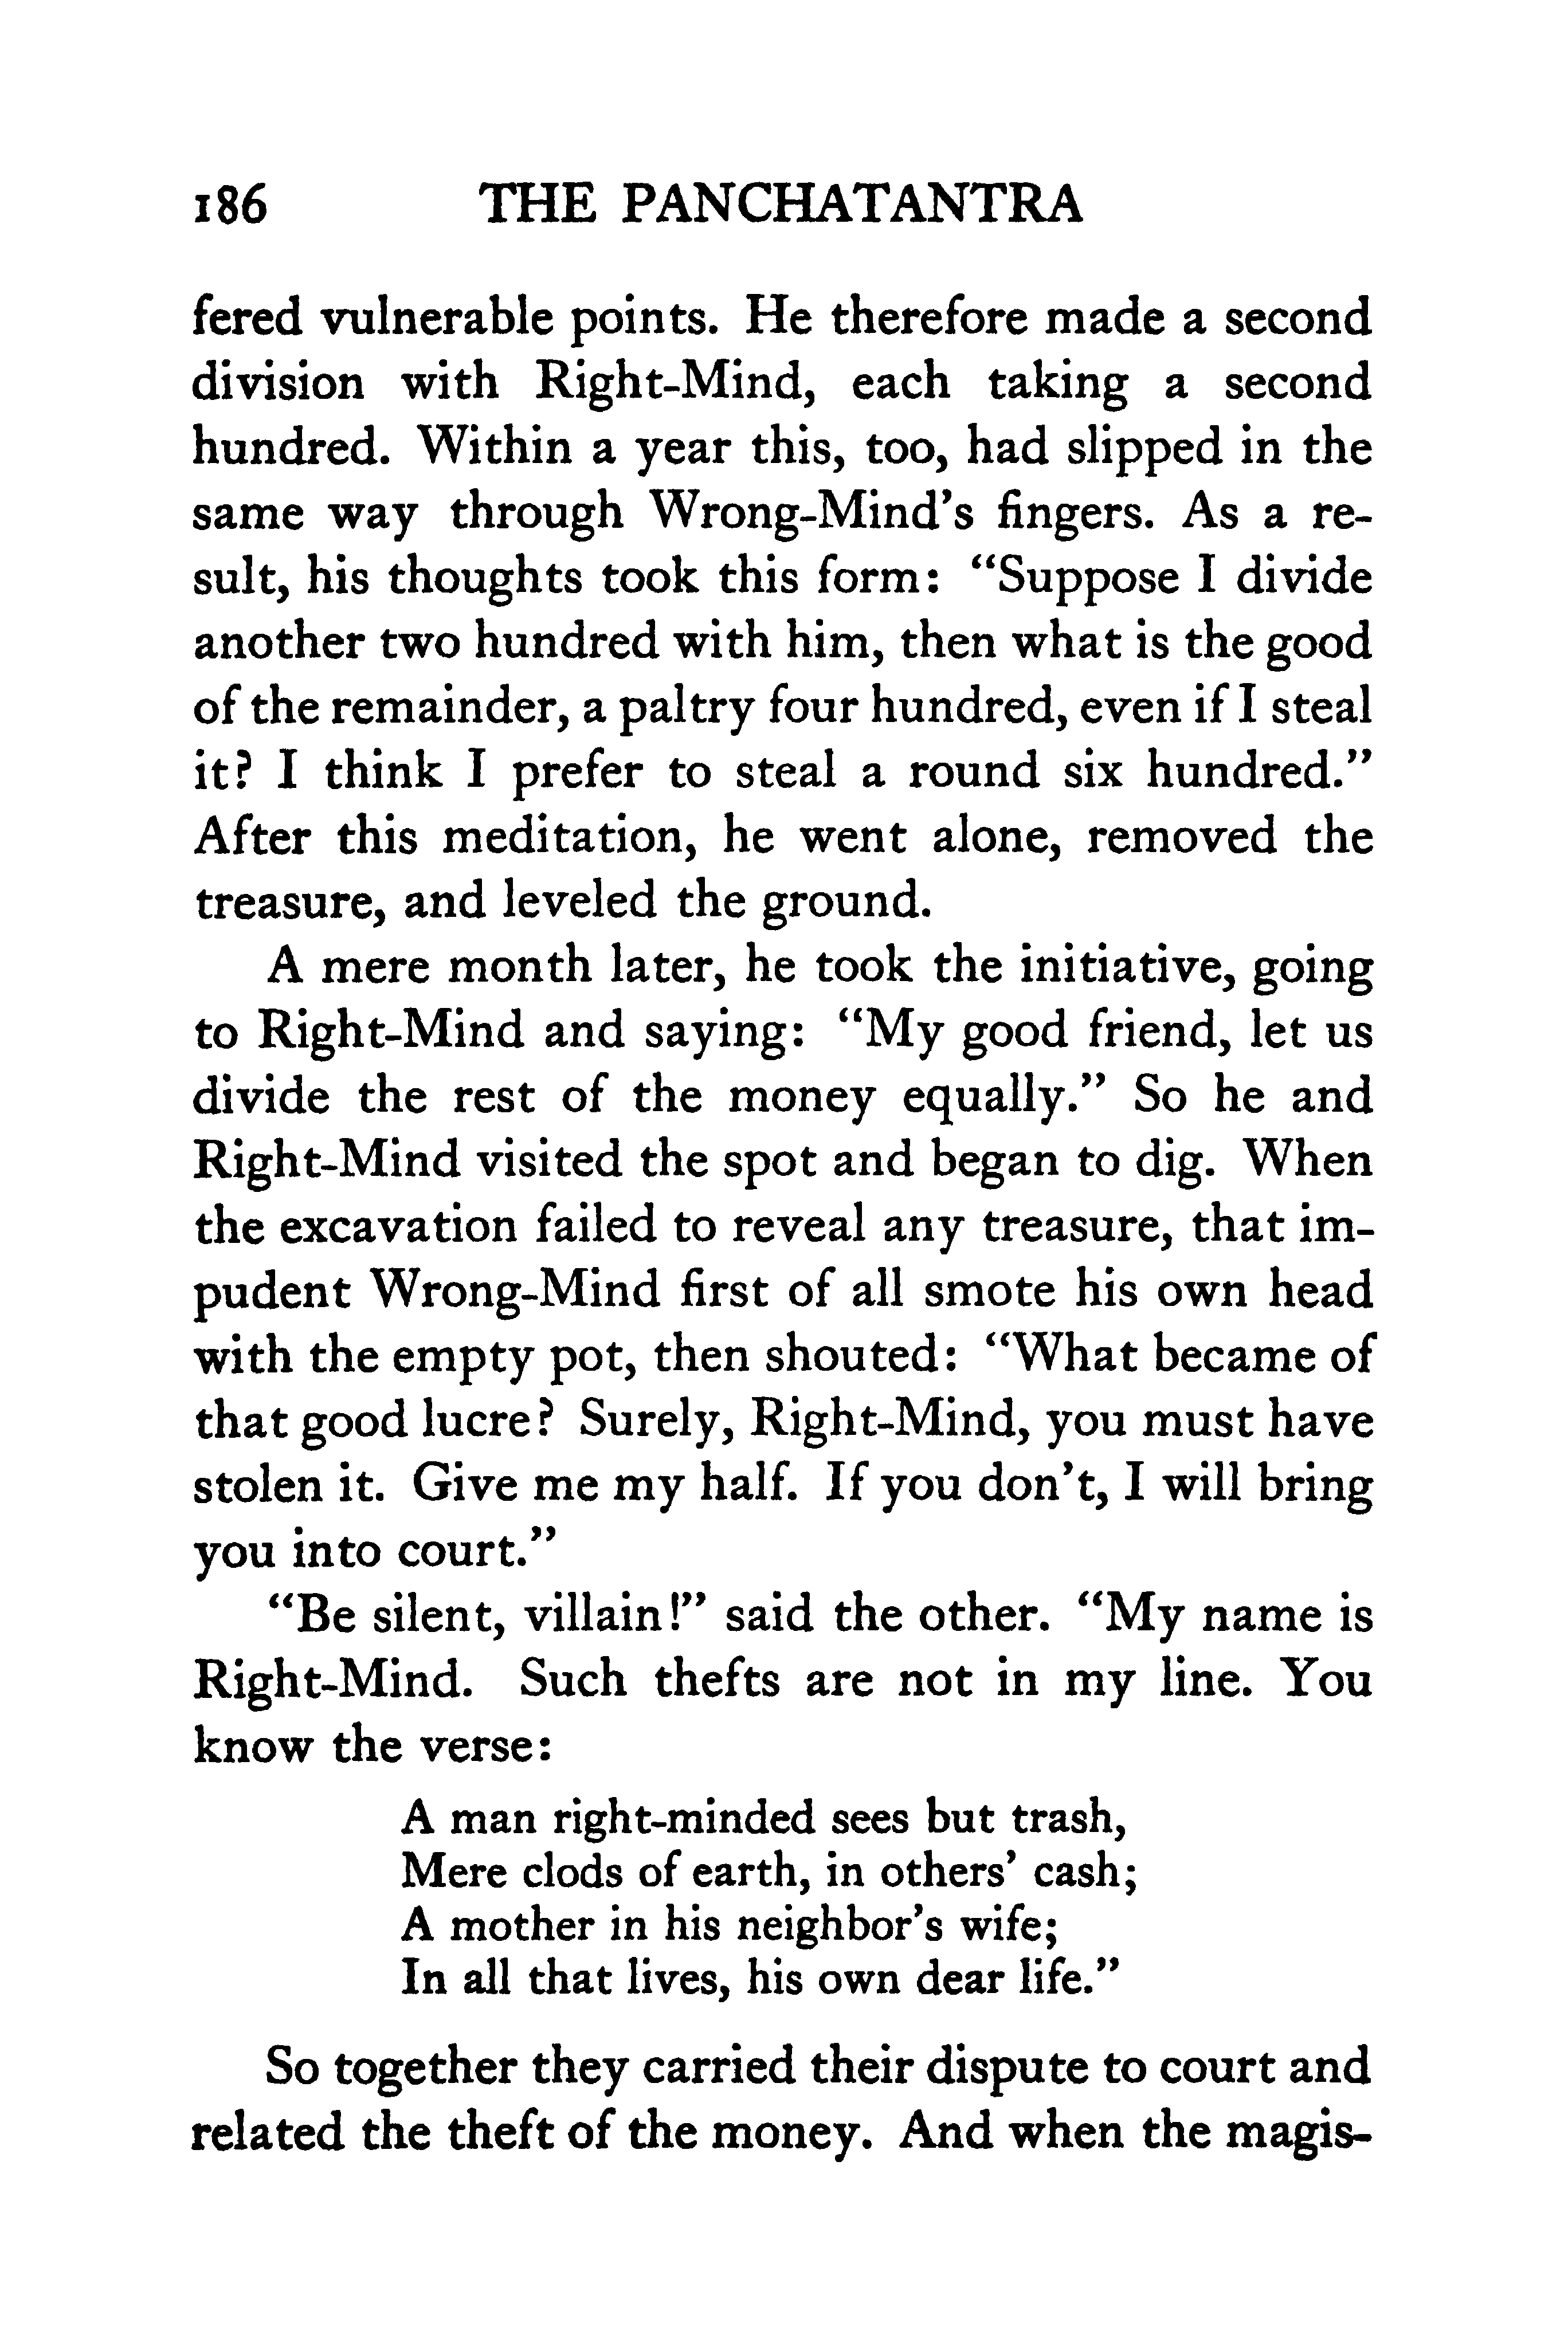 186 THE PANCHATANTRA
fered vulnerable points. He therefore made a second
division with Right-Mind, each taking a second
hundred. Within a year this, too, had slipped in the
same way through Wrong-Mind's fingers. As a re-
sult, his thoughts took this form: “Suppose I divide
another two hundred with him, then what is the good
of the remainder, a paltry four hundred, even if I steal
it? I think I prefer to steal a round six hundred.”
After this meditation, he went alone, removed the
treasure, and leveled the ground.
A mere month later, he took the initiative, going
to Right-Mind and saying: “My good friend, let us
divide the rest of the money equally.” So he and
Right-Mind visited the spot and began to dig. When
the excavation failed to reveal any treasure, that im-
pudent Wrong-Mind first of all smote his own head
with the empty pot, then shouted: “What became of
that good lucre? Surely, Right-Mind, you must have
stolen it. Give me my half. If you don't, I will bring
you into court.”
“Be silent, villain!” said the other. “My name is
Right-Mind. Such thefts are not in my line. You
know the verse:
A man right-minded sees but trash,
Mere clods of earth, in others' cash;
A mother in his neighbor's wife;
In all that lives, his own dear life.”
So together they carried their dispute to court and
related the theft of the money. And when the magis-